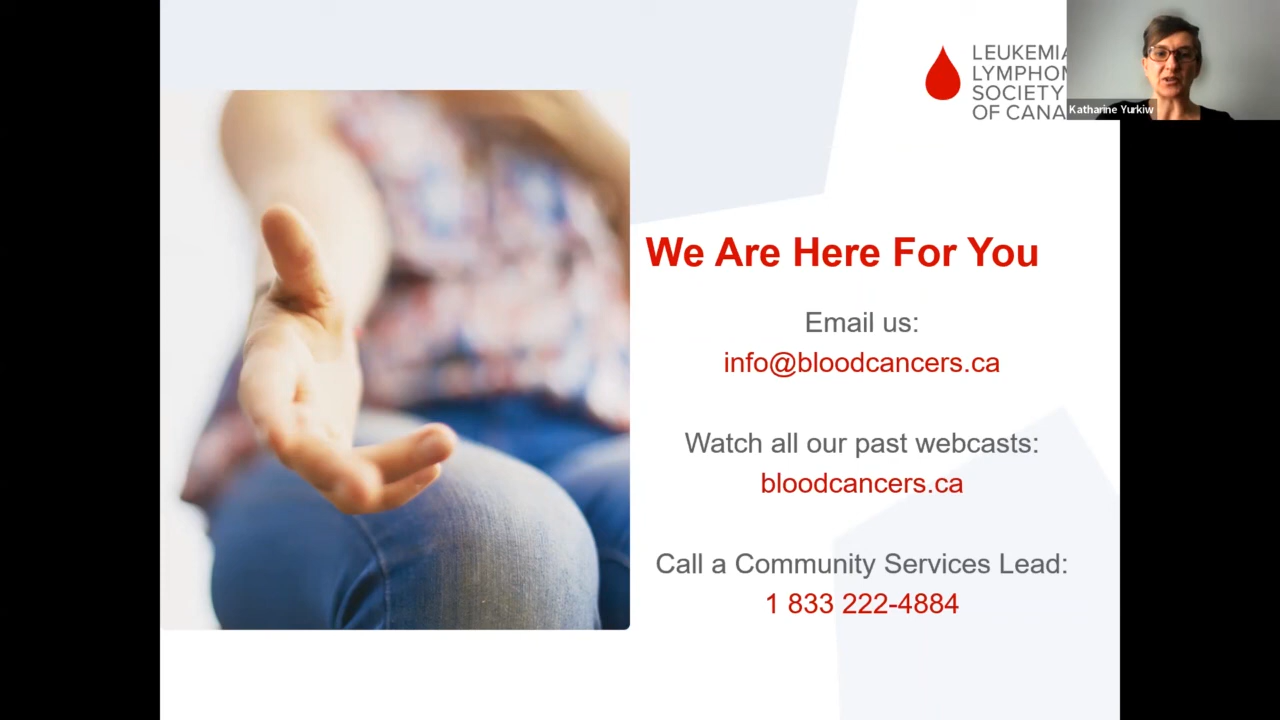 LEUKEMIA
LYMPHO
SOCIETY
OF CANA
Katharine Yurkiw
We Are Here For You
Email us:
info@bloodcancers.ca
Watch all our past webcasts:
bloodcancers.ca
Call a Community Services Lead:
1 833 222-4884